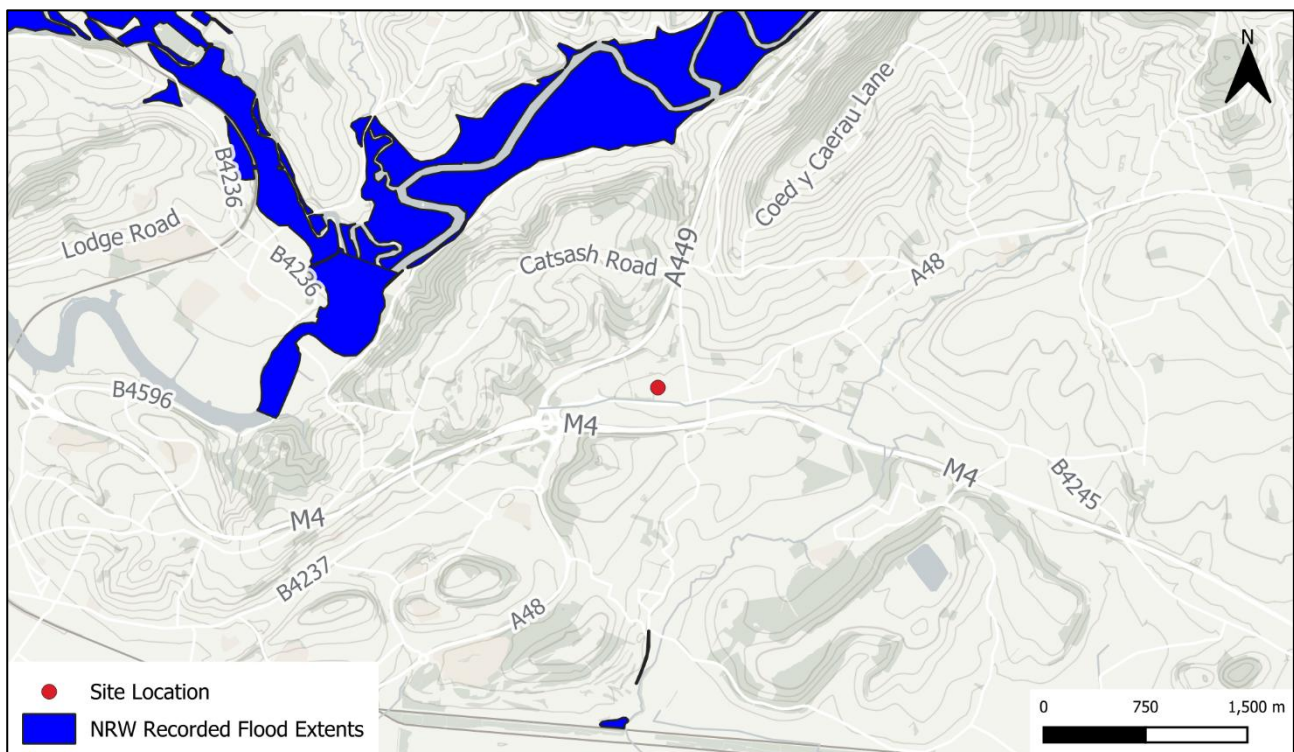 N
Coed y Caerau Lane
B4236
Lodge Road
B4236
Catsash Road
A449
A48
B4596
M4
M4
B4245
M4
B4237
A48
Site Location
NRW Recorded Flood Extents
0 750 1,500 m